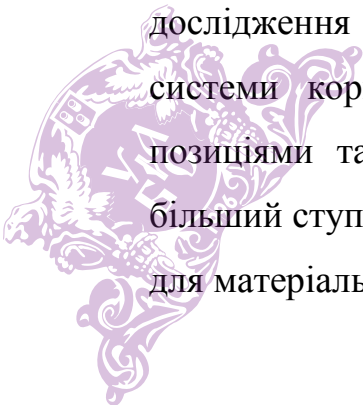 дослідження
системи кор
позиціями та
більший ступ
для матеріаль